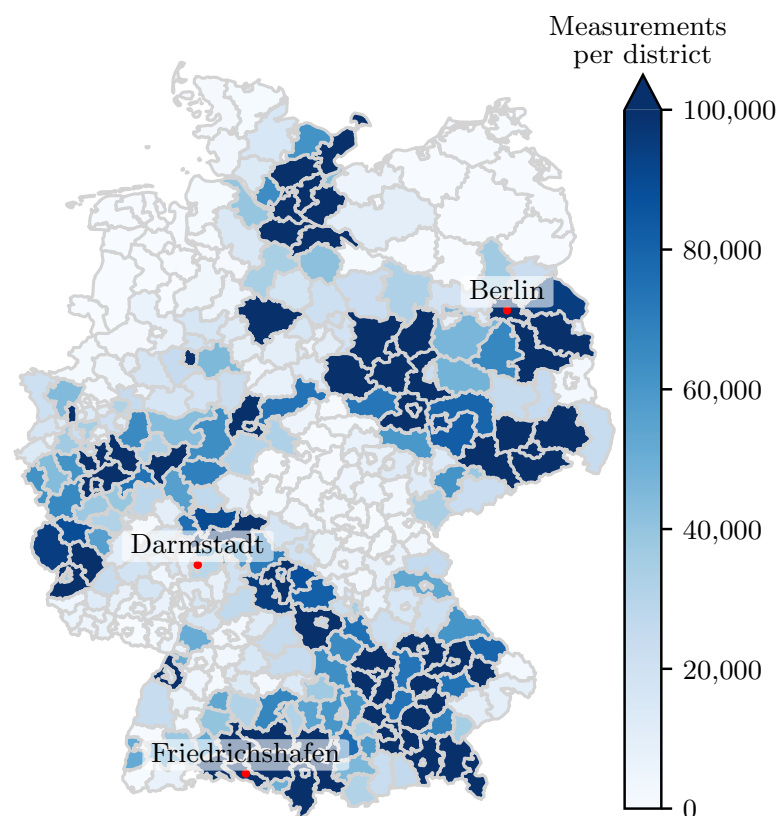 Measurements
per district
100,000
80,000
Berlin
60,000
40,000
Darmstadt
20,000
Friedrichshafen
0